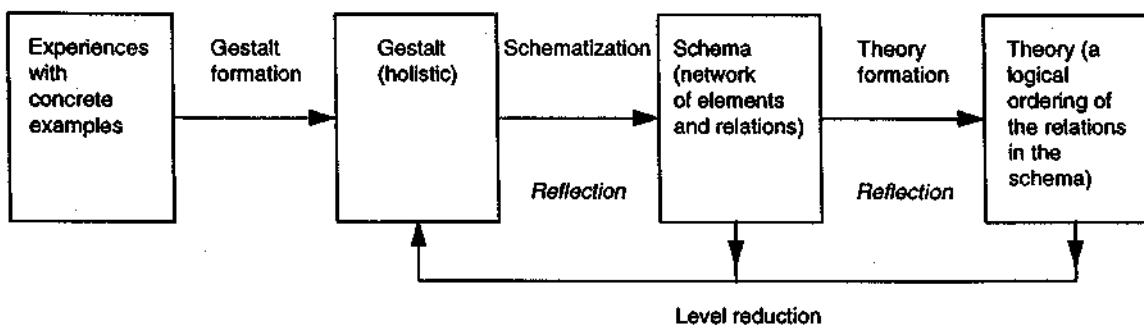 Experiences
with
concrete
examples
Gestalt
formation
Gestalt
(holistic)
Schematization
Reflection
Schema
(network
of elements
and relations)
Theory
formation
Reflection
Theory (a
logical
ordering of
the relations
in the
schema)
Level reduction